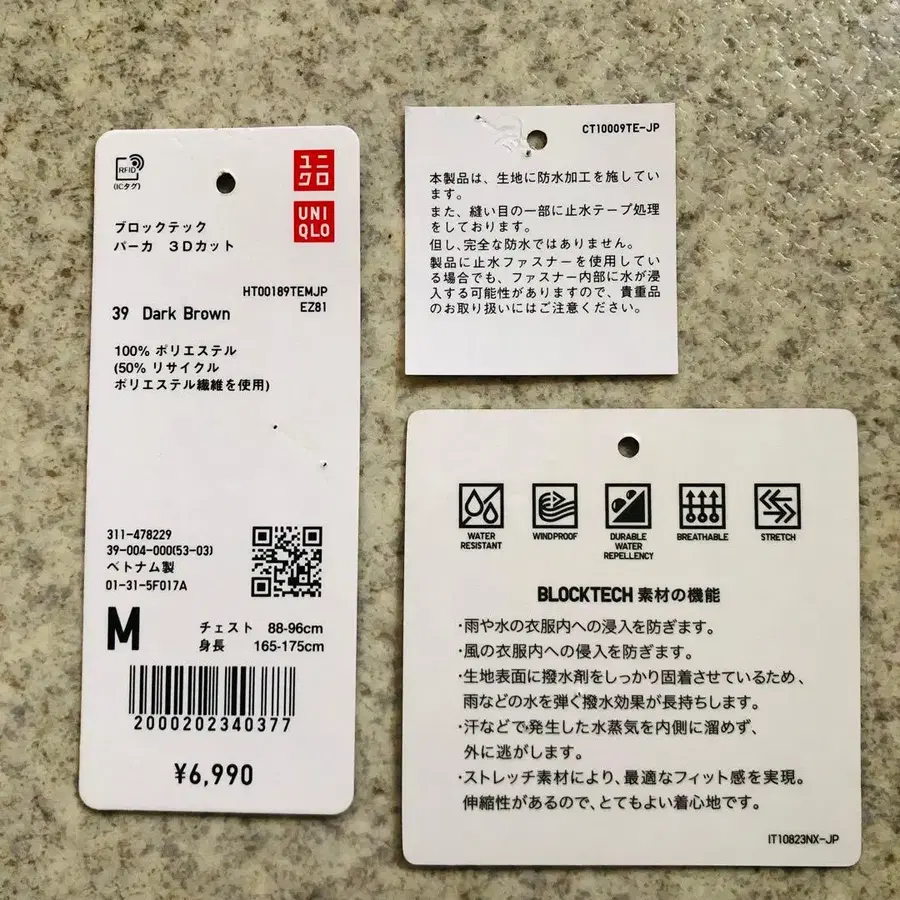 RFID
(ICタグ)
ユニ
クロ
UNI
QLO
ブロックテック
パーカ 3Dカット
HT00189TEMJP
EZ81
39 Dark Brown
100% ポリエステル
(50% リサイクル
ポリエステル繊維を使用)
311-478229
39-004-000(53-03)
ベトナム製
01-31-5F017A
M
チェスト 88-96cm
身長 165-175cm
2000202340377
¥6,990
CT10009TE-JP
本製品は、生地に防水加工を施してい
ます。
また、縫い目の一部に止水テープ処理
をしております。
但し、完全な防水ではありません。
製品に止水ファスナーを使用してい
る場合でも、ファスナー内部に水が浸
入する可能性がありますので、貴重品
のお取り扱いにはご注意ください。
WATER
RESISTANT
WINDPROOF
DURABLE
WATER
REPELLENCY
BREATHABLE
STRETCH
BLOCKTECH 素材の機能
・雨や水の衣服内への浸入を防ぎます。
・風の衣服内への侵入を防ぎます。
・生地表面に撥水剤をしっかり固着させているため、
雨などの水を弾ぐ撥水効果が長持ちします。
・汗などで発生した水蒸気を内側に溜めず、
外に逃がします。
・ストレッチ素材により、最適なフィット感を実現。
伸縮性があるので、とてもよい着心地です。
IT10823NX-JP